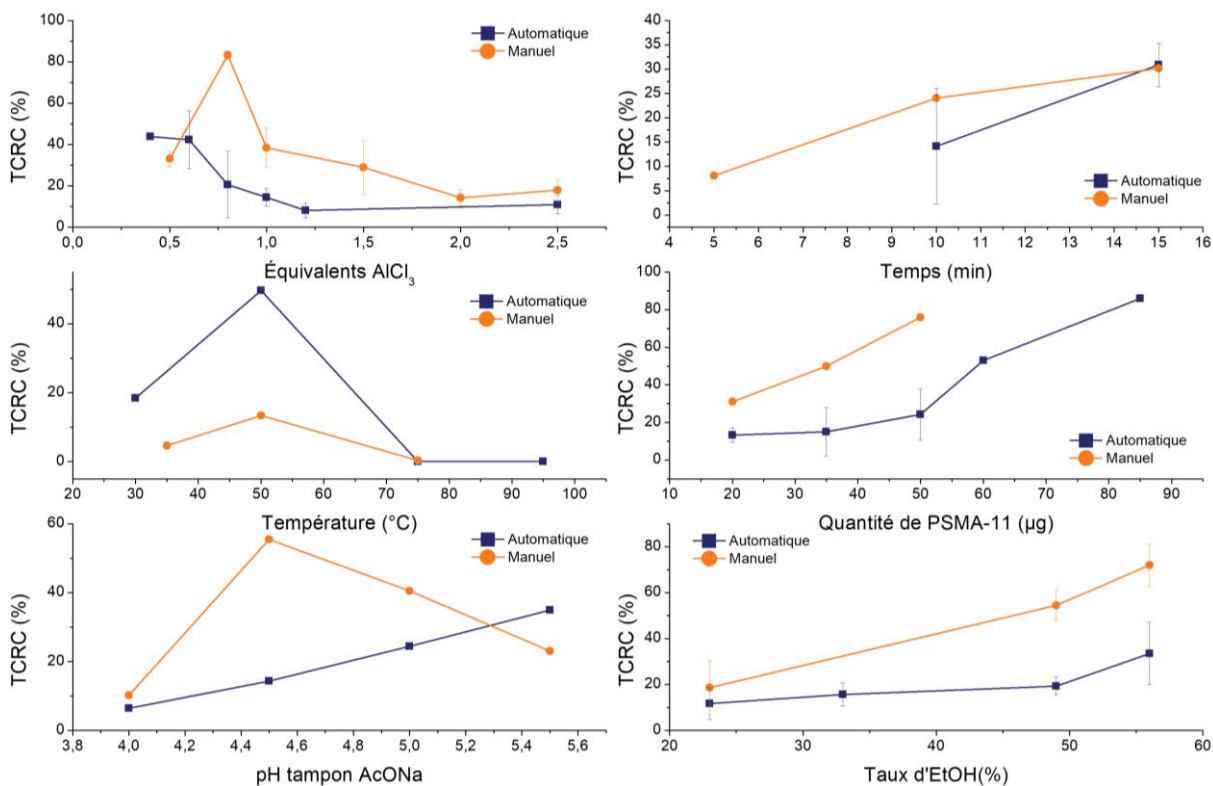 100
80
60
40
20
0
TCRC (%)
Automatique
Manuel
0,0 0,5 1,0 1,5 2,0 2,5
Équivalents AlCl₃
40
35
30
25
20
15
10
5
0
TCRC (%)
Automatique
Manuel
4 5 6 7 8 9 10 11 12 13 14 15 16
Temps (min)
40
20
0
TCRC (%)
Automatique
Manuel
20 30 40 50 60 70 80 90 100
Température (°C)
100
80
60
40
20
0
TCRC (%)
Automatique
Manuel
10 20 30 40 50 60 70 80 90
Quantité de PSMA-11 (µg)
60
40
20
0
TCRC (%)
Automatique
Manuel
3,8 4,0 4,2 4,4 4,6 4,8 5,0 5,2 5,4 5,6
pH tampon AcONa
80
60
40
20
0
TCRC (%)
Automatique
Manuel
20 30 40 50 60
Taux d'EtOH(%)